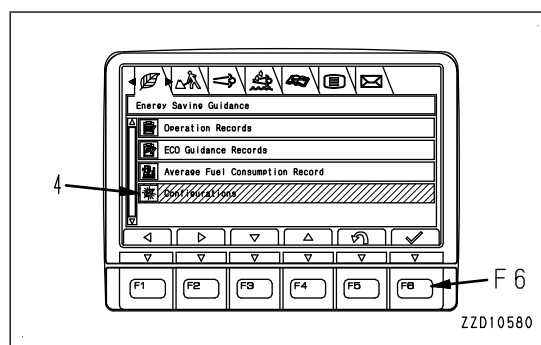 Energy Saving Guidance
Operation Records
ECO Guidance Records
Average Fuel Consumption Record
4
Configurations
F1 F2 F3 F4 F5 F6
F6
ZZD10580